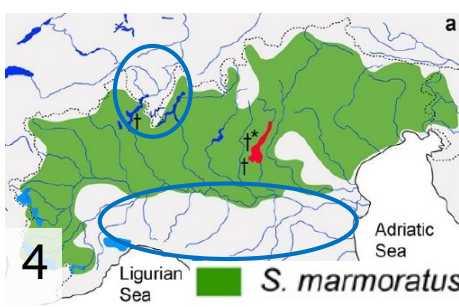 a
†
†*
†
Adriatic
Sea
4
Ligurian
Sea
S. marmoratus